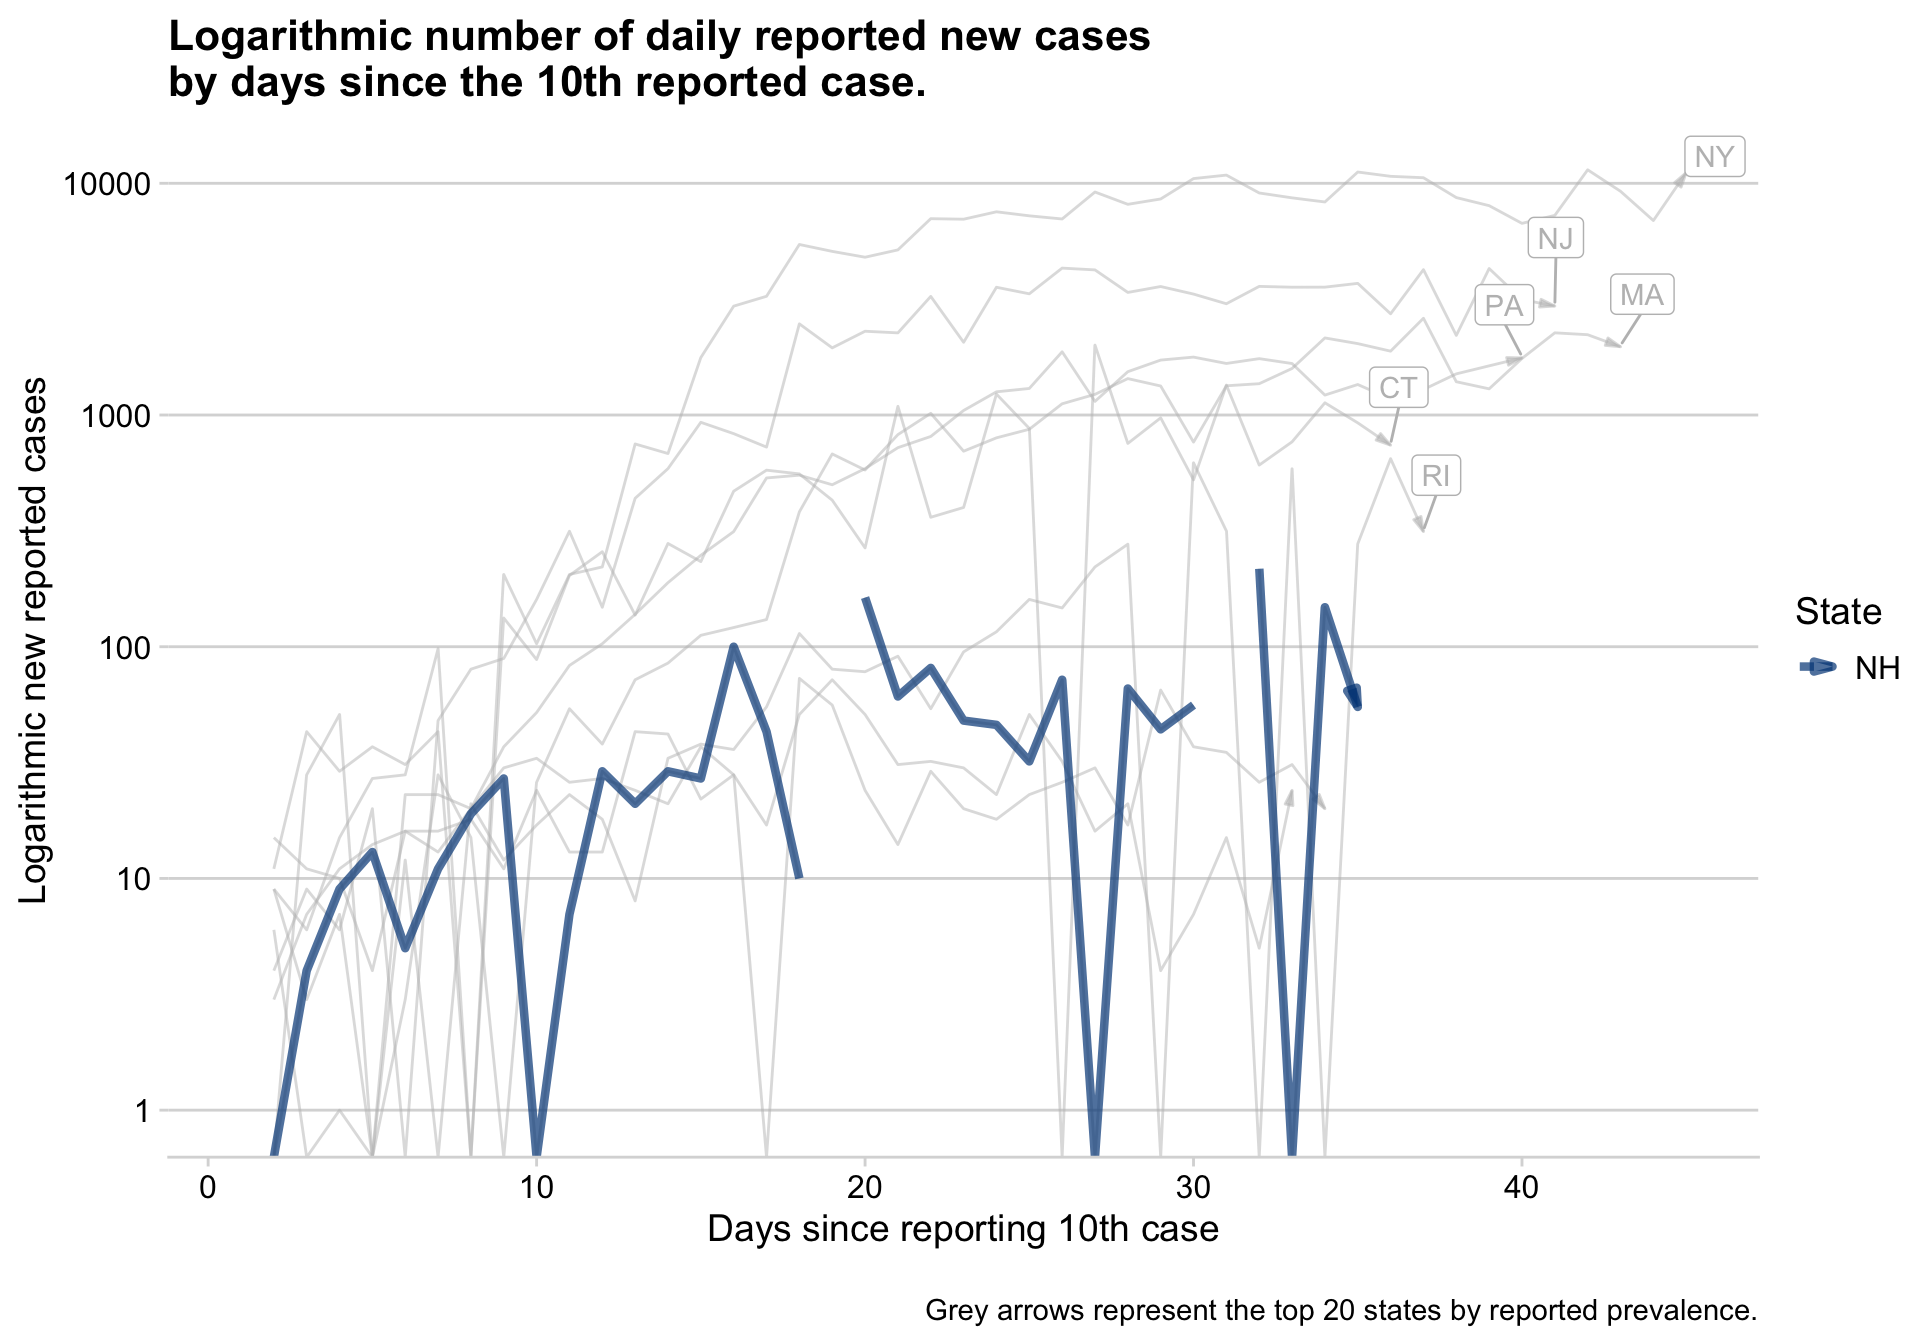 Logarithmic number of daily reported new cases
by days since the 10th reported case.
NY
10000
NJ
MA
PA
CT
1000
RI
Logarithmic new reported cases
State
NH
100
10
1
0
10
20
30
40
Days since reporting 10th case
Grey arrows represent the top 20 states by reported prevalence.